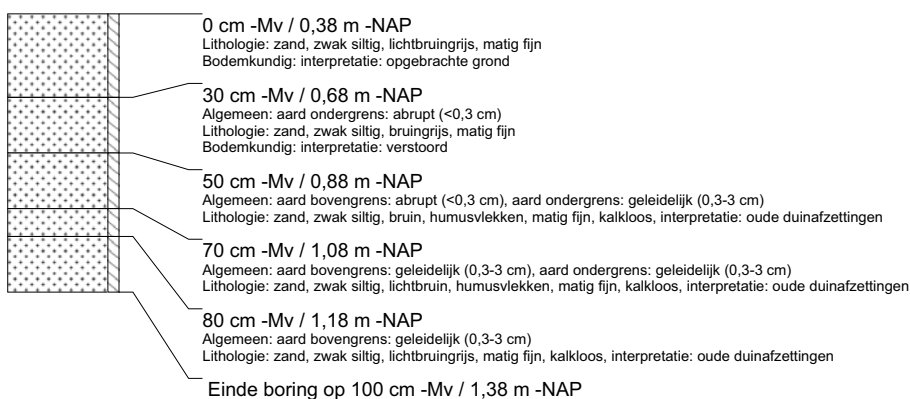 0 cm -Mv / 0,38 m -NAP
Lithologie: zand, zwak siltig, lichtbruingrijs, matig fijn
Bodemkundig: interpretatie: opgebrachte grond
30 cm -Mv / 0,68 m -NAP
Algemeen: aard ondergrens: abrupt (<0,3 cm)
Lithologie: zand, zwak siltig, bruingrijs, matig fijn
Bodemkundig: interpretatie: verstoord
50 cm -Mv / 0,88 m -NAP
Algemeen: aard bovengrens: abrupt (<0,3 cm), aard ondergrens: geleidelijk (0,3-3 cm)
Lithologie: zand, zwak siltig, bruin, humusvlekken, matig fijn, kalkloos, interpretatie: oude duinafzettingen
70 cm -Mv / 1,08 m -NAP
Algemeen: aard bovengrens: geleidelijk (0,3-3 cm), aard ondergrens: geleidelijk (0,3-3 cm)
Lithologie: zand, zwak siltig, lichtbruin, humusvlekken, matig fijn, kalkloos, interpretatie: oude duinafzettingen
80 cm -Mv / 1,18 m -NAP
Algemeen: aard bovengrens: geleidelijk (0,3-3 cm)
Lithologie: zand, zwak siltig, lichtbruingrijs, matig fijn, kalkloos, interpretatie: oude duinafzettingen
Einde boring op 100 cm -Mv / 1,38 m -NAP